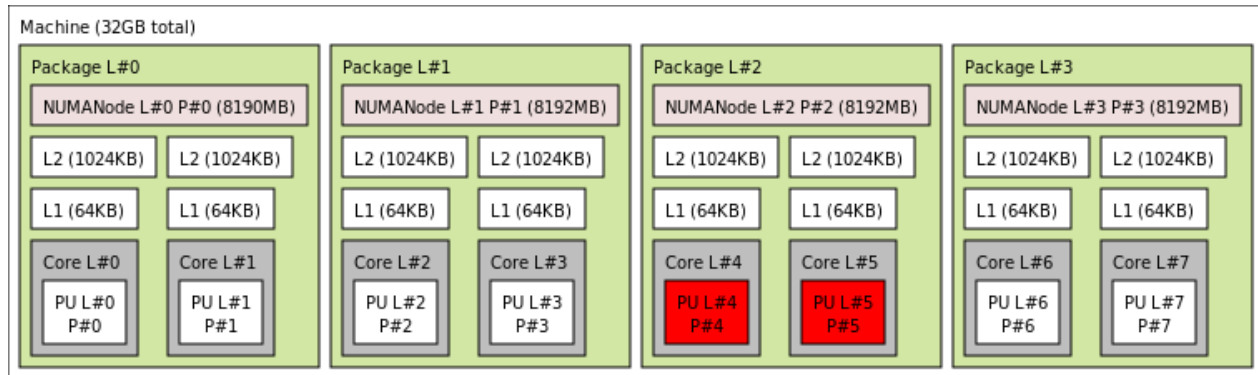 Machine (32GB total)
Package L#0
NUMANode L#0 P#0 (8190MB)
L2 (1024KB) L2 (1024KB)
L1 (64KB) L1 (64KB)
Core L#0 Core L#1
PU L#0 PU L#1
P#0 P#1
Package L#1
NUMANode L#1 P#1 (8192MB)
L2 (1024KB) L2 (1024KB)
L1 (64KB) L1 (64KB)
Core L#2 Core L#3
PU L#2 PU L#3
P#2 P#3
Package L#2
NUMANode L#2 P#2 (8192MB)
L2 (1024KB) L2 (1024KB)
L1 (64KB) L1 (64KB)
Core L#4 Core L#5
PU L#4 PU L#5
P#4 P#5
Package L#3
NUMANode L#3 P#3 (8192MB)
L2 (1024KB) L2 (1024KB)
L1 (64KB) L1 (64KB)
Core L#6 Core L#7
PU L#6 PU L#7
P#6 P#7